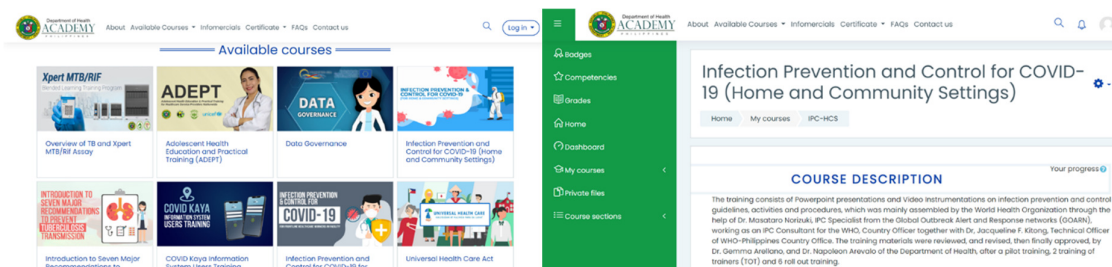 Department of Health
ACADEMY
PHILIPPINES
About Available Courses Infomercials Certificate FAQs Contact us
Log in
Available courses
Xpert MTB/RIF
Blended Learning Training Program
Overview of TB and Xpert
MTB/Rif Assay
ADEPT
unicef
Adolescent Health
Education and Practical
Training (ADEPT)
DATA
GOVERNANCE
Data Governance
INFECTION PREVENTION &
CONTROL FOR COVID-19
Infection Prevention and
Control for COVID-19 (Home
and Community Settings)
INTRODUCTION TO
SEVEN MAJOR
RECOMMENDATIONS
TO PREVENT
TUBERCULOSIS
TRANSMISSION
Introduction to Seven Major
Recommendations to
COVID KAYA
INFORMATION SYSTEM
USERS TRAINING
COVID Kaya Information
System Users Training
INFECTION PREVENTION
& CONTROL FOR
COVID-19
Infection Prevention and
Control for COVID-19 for
UNIVERSAL HEALTH CARE
Universal Health Care Act
Department of Health
ACADEMY
PHILIPPINES
About Available Courses Infomercials Certificate FAQs Contact us
Badges
Competencies
Grades
Home
Dashboard
My courses
Private files
Course sections
Infection Prevention and Control for COVID-
19 (Home and Community Settings)
Home My courses IPC-HCS
Your progress
COURSE DESCRIPTION
The training consists of Powerpoint presentations and Video Instrumentations on infection prevention and control
guidelines, activities and procedures, which was mainly assembled by the World Health Organization through the
help of Dr. Masataro Norizuki, IPC Specialist from the Global Outbreak Alert and Response networks (GOARN),
working as an IPC Consultant for the WHO, Country Office together with Dr, Jacqueline F. Kitong, Technical Officer
of WHO-Philippines Country Office. The training materials were reviewed, and revised, then finally approved, by
Dr. Gemma Arellano, and Dr. Napoleon Arevalo of the Department of Health, after a pilot training, 2 training of
trainers (TOT) and 6 roll out training.